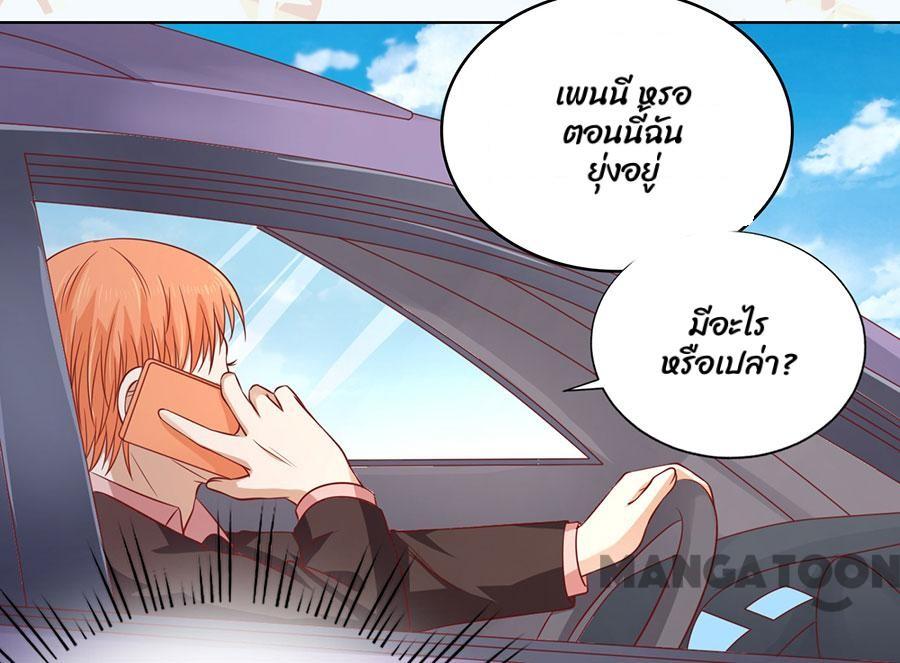 เพนนี หรอ
ตอนนี้ฉัน
ยุ่งอยู่
มีอะไร
หรือเปล่า?
MANGATOON